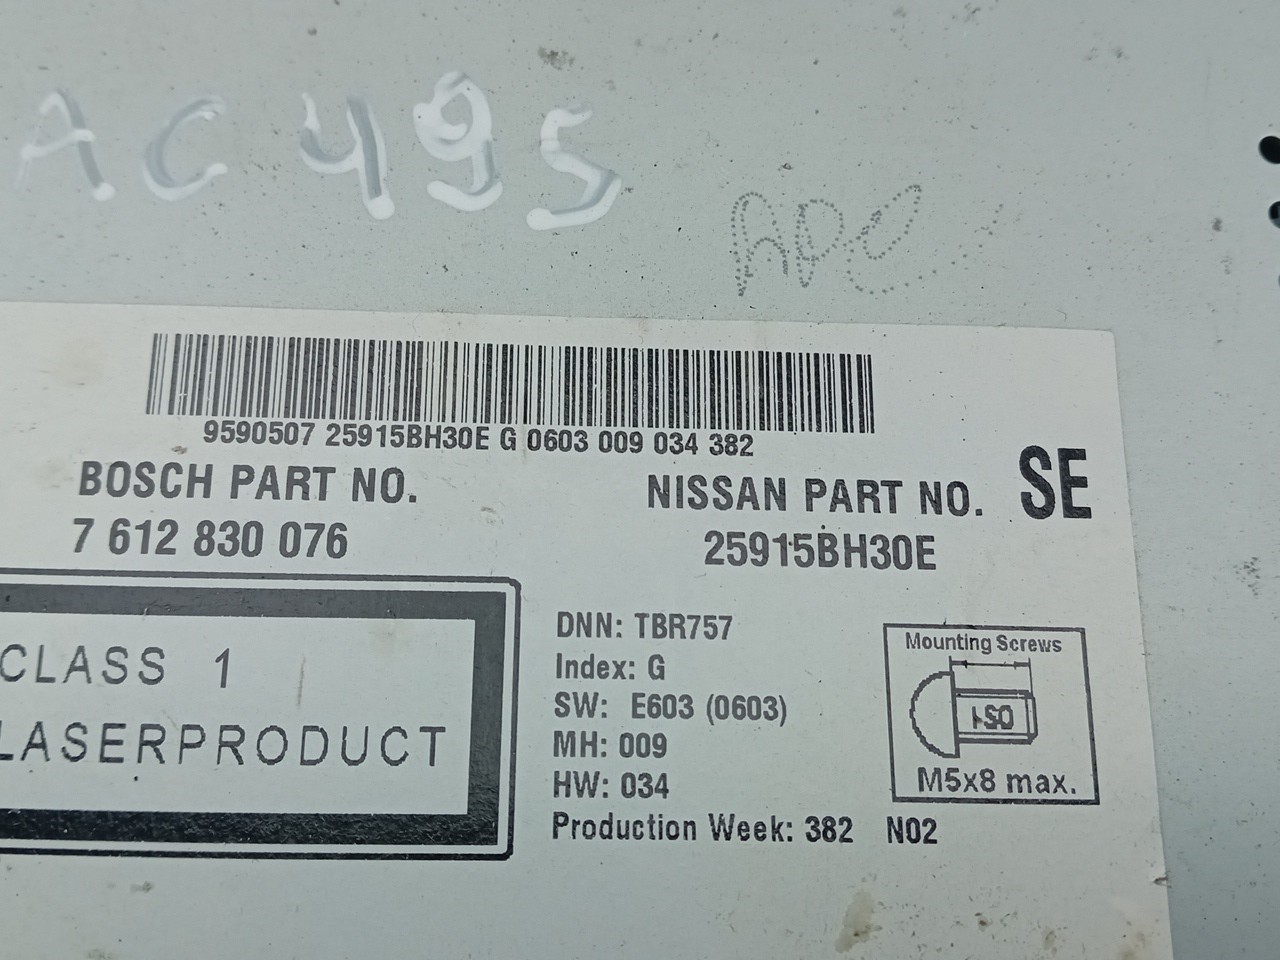 AC495
APC
9590507 25915BH30E G 0603 009 034 382
BOSCH PART NO.
7 612 830 076
NISSAN PART NO.
25915BH30E
SE
CLASS 1
LASERPRODUCT
DNN: TBR757
Index: G
SW: E603 (0603)
MH: 009
HW: 034
Production Week: 382 N02
Mounting Screws
M5x8 max.